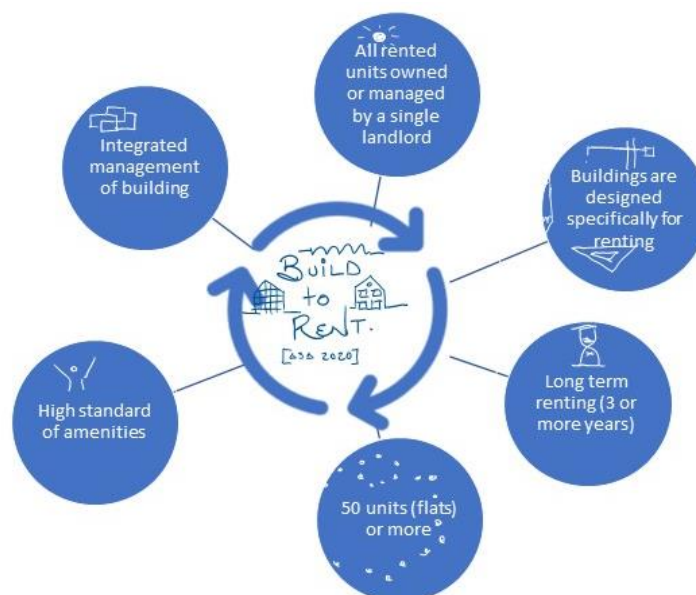 All rented
units owned
or managed
by a single
landlord
Buildings are
designed
specifically for
renting
Long term
renting (3 or
more years)
50 units (flats)
or more
High standard
of amenities
Integrated
management
of building
BUILD
to
RENT.